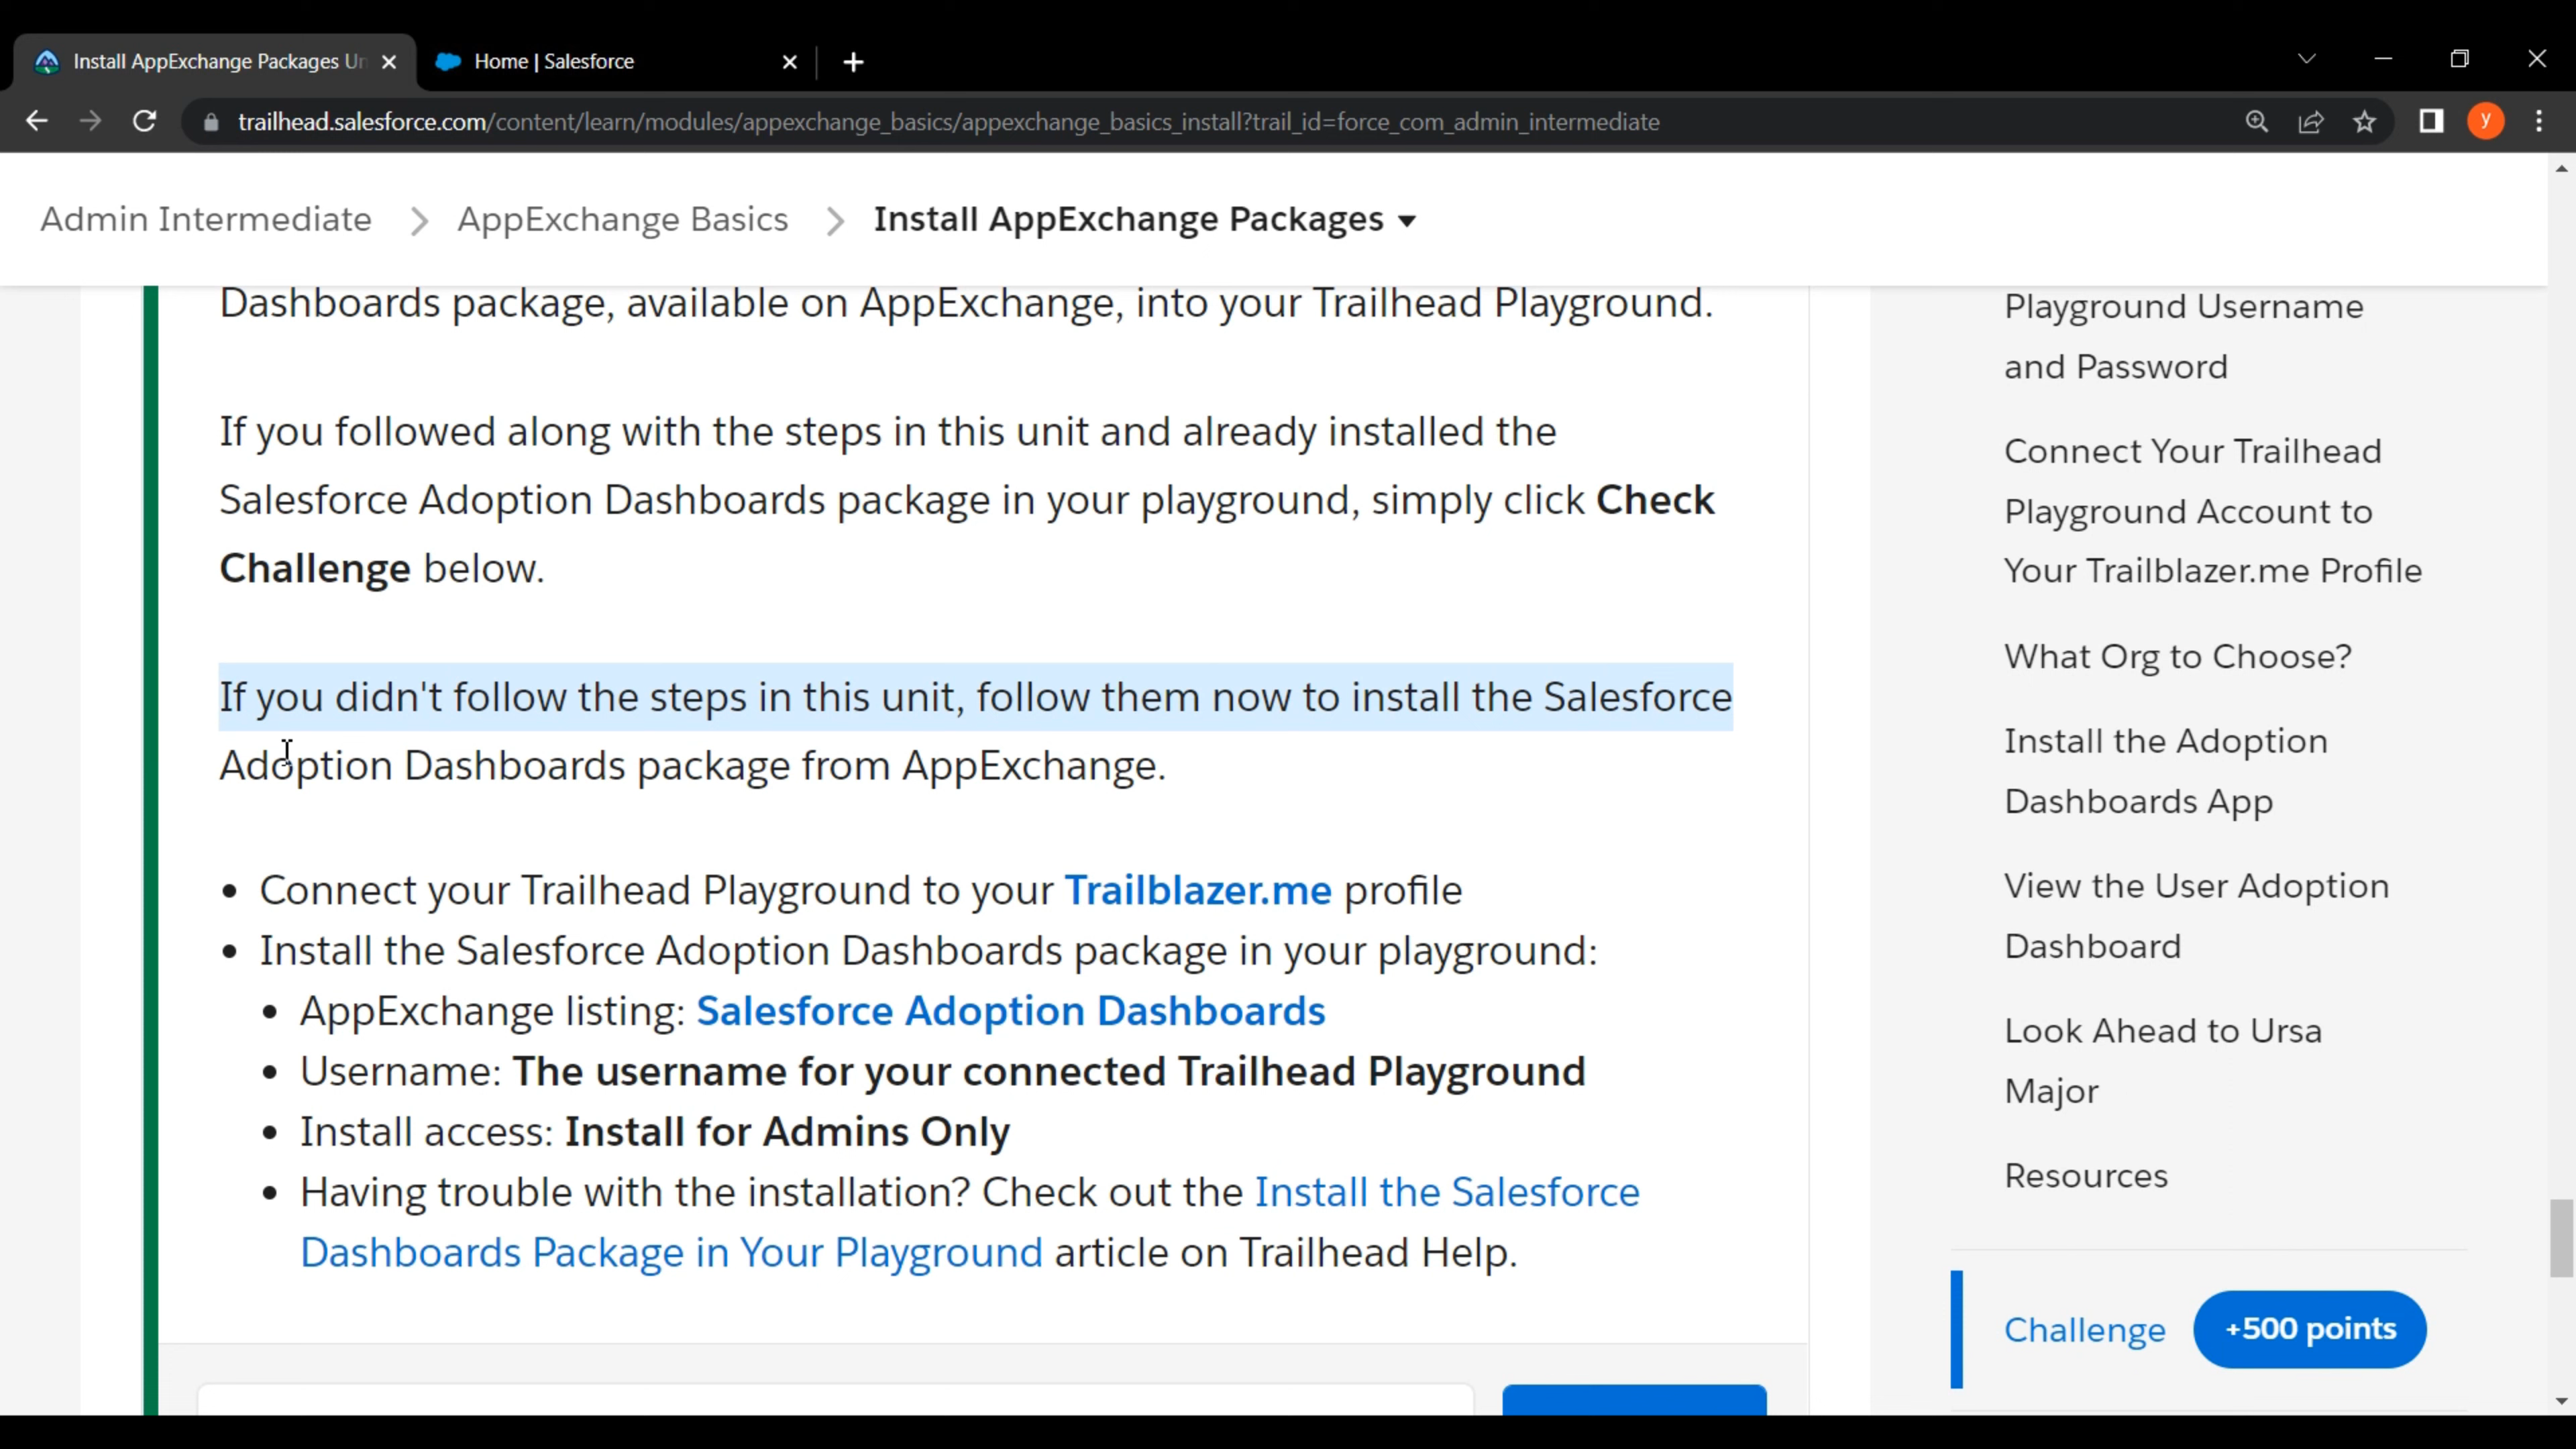 Install AppExchange Packages Un
Home | Salesforce
trailhead.salesforce.com/content/learn/modules/appexchange_basics/appexchange_basics_install?trail_id=force_com_admin_intermediate
y
Admin Intermediate > AppExchange Basics > Install AppExchange Packages
Dashboards package, available on AppExchange, into your Trailhead Playground.
If you followed along with the steps in this unit and already installed the
Salesforce Adoption Dashboards package in your playground, simply click Check
Challenge below.
If you didn't follow the steps in this unit, follow them now to install the Salesforce
Adoption Dashboards package from AppExchange.
• Connect your Trailhead Playground to your Trailblazer.me profile
• Install the Salesforce Adoption Dashboards package in your playground:
• AppExchange listing: Salesforce Adoption Dashboards
• Username: The username for your connected Trailhead Playground
• Install access: Install for Admins Only
• Having trouble with the installation? Check out the Install the Salesforce
Dashboards Package in Your Playground article on Trailhead Help.
Playground Username
and Password
Connect Your Trailhead
Playground Account to
Your Trailblazer.me Profile
What Org to Choose?
Install the Adoption
Dashboards App
View the User Adoption
Dashboard
Look Ahead to Ursa
Major
Resources
Challenge +500 points